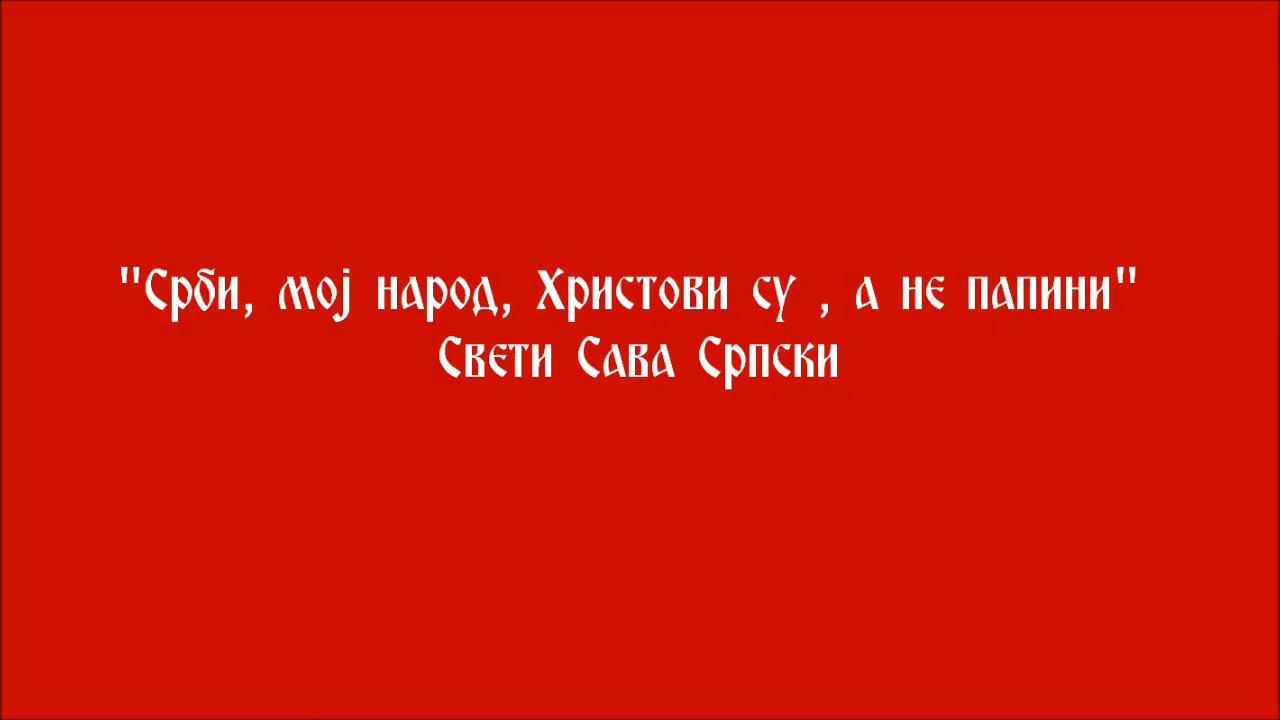 "Срби, мој народ, Христови су , а не папини"
Свети Сава Српски